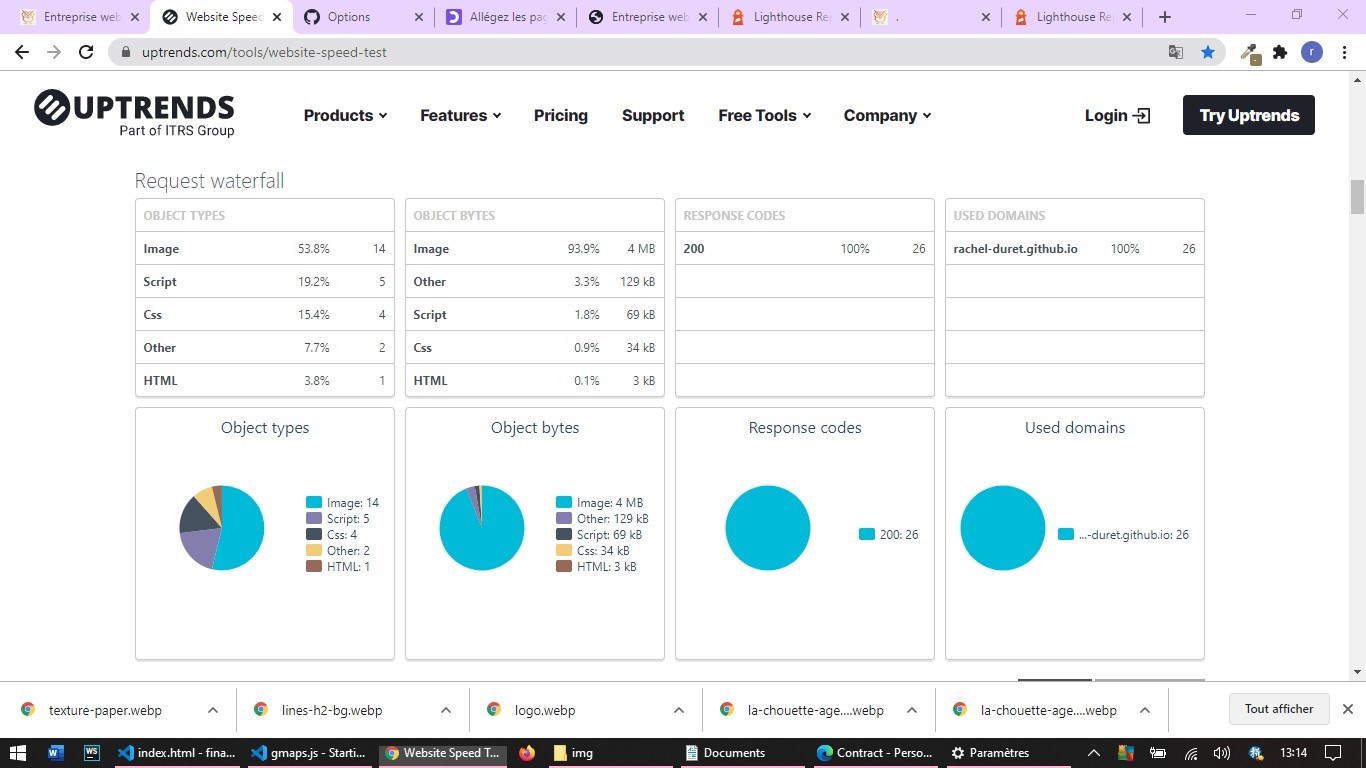 Entreprise web
Website Speed
Options
Allégez les pag
Entreprise web
Lighthouse Re
.
Lighthouse Re
uptrends.com/tools/website-speed-test
r
UPTRENDS
Part of ITRS Group
Products
Features
Pricing
Support
Free Tools
Company
Login
Try Uptrends
Request waterfall
OBJECT TYPES
Image 53.8% 14
Script 19.2% 5
Css 15.4% 4
Other 7.7% 2
HTML 3.8% 1
OBJECT BYTES
Image 93.9% 4 MB
Other 3.3% 129 kB
Script 1.8% 69 kB
Css 0.9% 34 kB
HTML 0.1% 3 kB
RESPONSE CODES
200 100% 26
USED DOMAINS
rachel-duret.github.io 100% 26
Object types
Image: 14
Script: 5
Css: 4
Other: 2
HTML: 1
Object bytes
Image: 4 MB
Other: 129 kB
Script: 69 kB
Css: 34 kB
HTML: 3 kB
Response codes
200: 26
Used domains
...-duret.github.io: 26
texture-paper.webp
lines-h2-bg.webp
logo.webp
la-chouette-age....webp
la-chouette-age....webp
Tout afficher
WS
index.html - fina...
gmaps.js - Starti...
Website Speed T...
img
Documents
Contract - Perso...
Paramètres
13:14